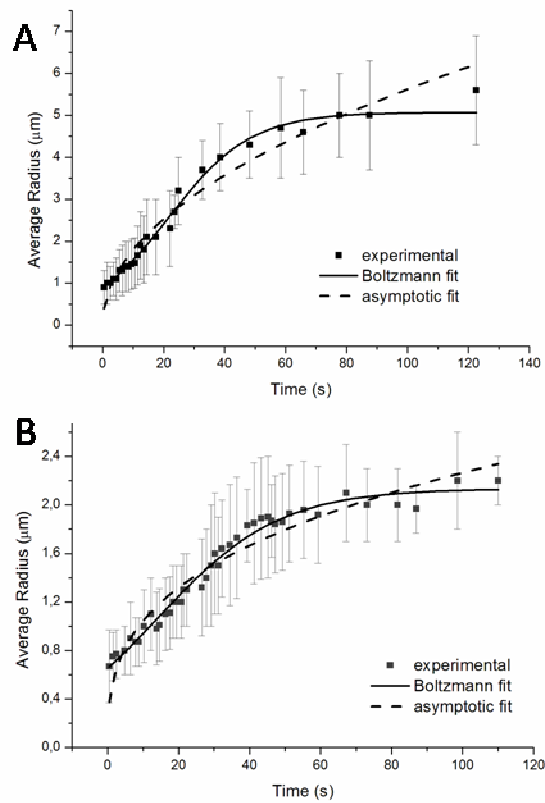 A
7
6
5
4
3
2
1
0
Average Radius (μm)
experimental
Boltzmann fit
asymptotic fit
0 20 40 60 80 100 120 140
Time (s)
B
2,4
2,0
1,6
1,2
0,8
0,4
0,0
Average Radius (μm)
experimental
Boltzmann fit
asymptotic fit
0 20 40 60 80 100 120
Time (s)